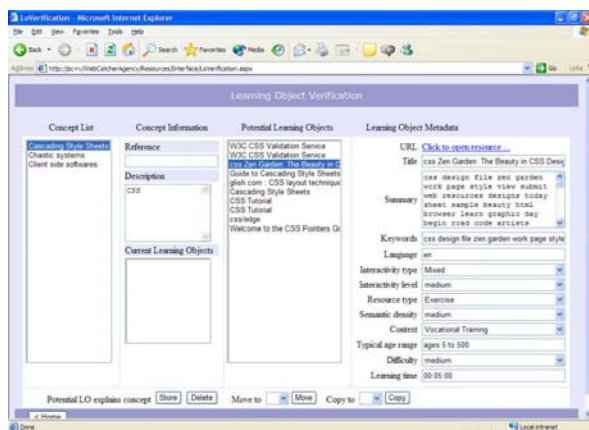 LoVerification - Microsoft Internet Explorer
File Edit View Favorites Tools Help
Back Search Favorites Media
Address http://pc-rv/WebCatcherAgency/Resources/Interface/LoVerification.aspx Go Links
Learning Object Verification
Concept List Concept Information Potential Learning Objects Learning Object Metadata
Cascading Style Sheets
Chaotic systems
Client side softwares
Reference
Description
CSS
Current Learning Objects
W3C CSS Validation Service
W3C CSS Validation Service
css Zen Garden: The Beauty in C
Guide to Cascading Style Sheets
glish.com : CSS layout technique
Cascading Style Sheets
CSS Tutorial
CSS Tutorial
css/edge
Welcome to the CSS Pointers Gr
URL Click to open resource ...
Title css Zen Garden: The Beauty in CSS Desig
Summary
css design file zen garden
work page style view submit
web resources designs today
sheet sample beauty html
browser learn graphic day
begin road code artists
Keywords css design file zen garden work page style
Language en
Interactivity type Mixed
Interactivity level medium
Resource type Exercise
Semantic density medium
Context Vocational Training
Typical age range ages 5 to 500
Difficulty medium
Learning time 00:05:00
Potential LO explains concept Store Delete Move to Move Copy to Copy
< Home
Done Local intranet